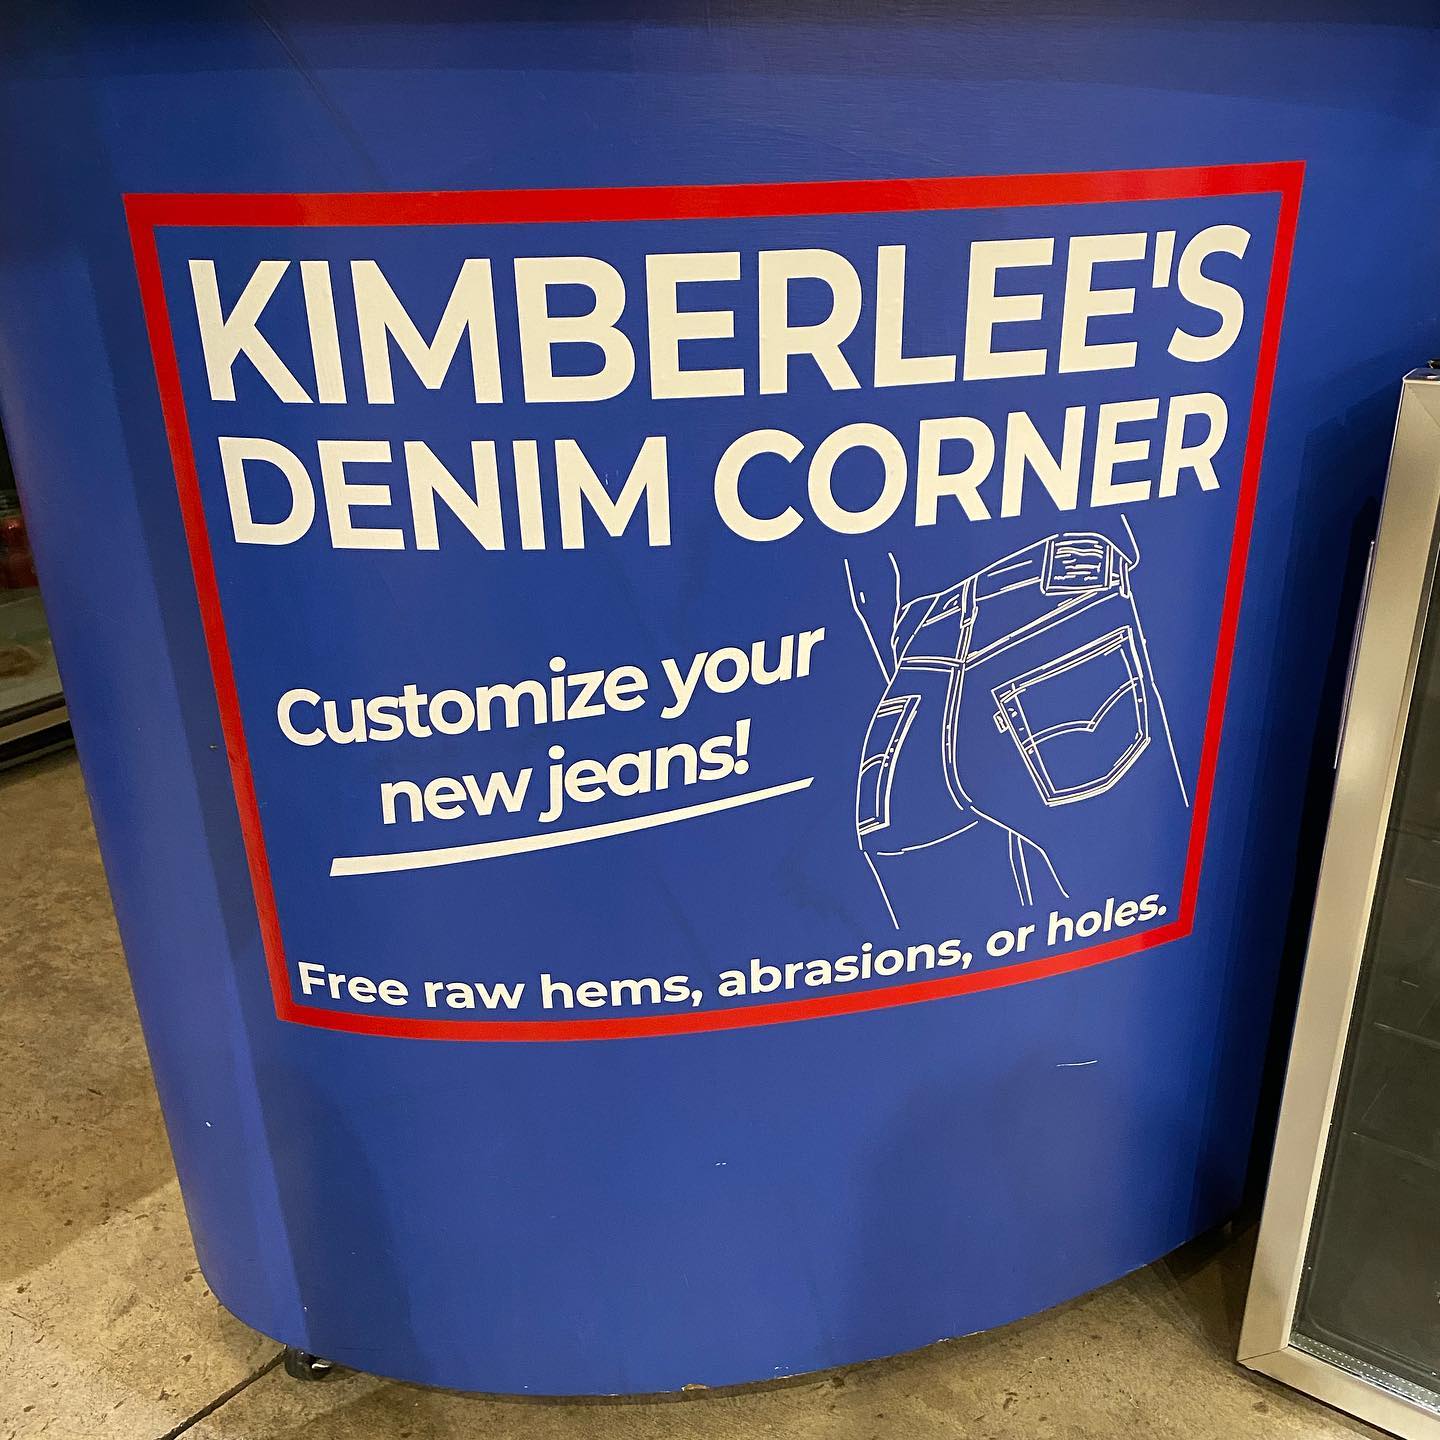 KIMBERLEE'S
DENIM CORNER
Customize your
new jeans!
Free raw hems, abrasions, or holes.